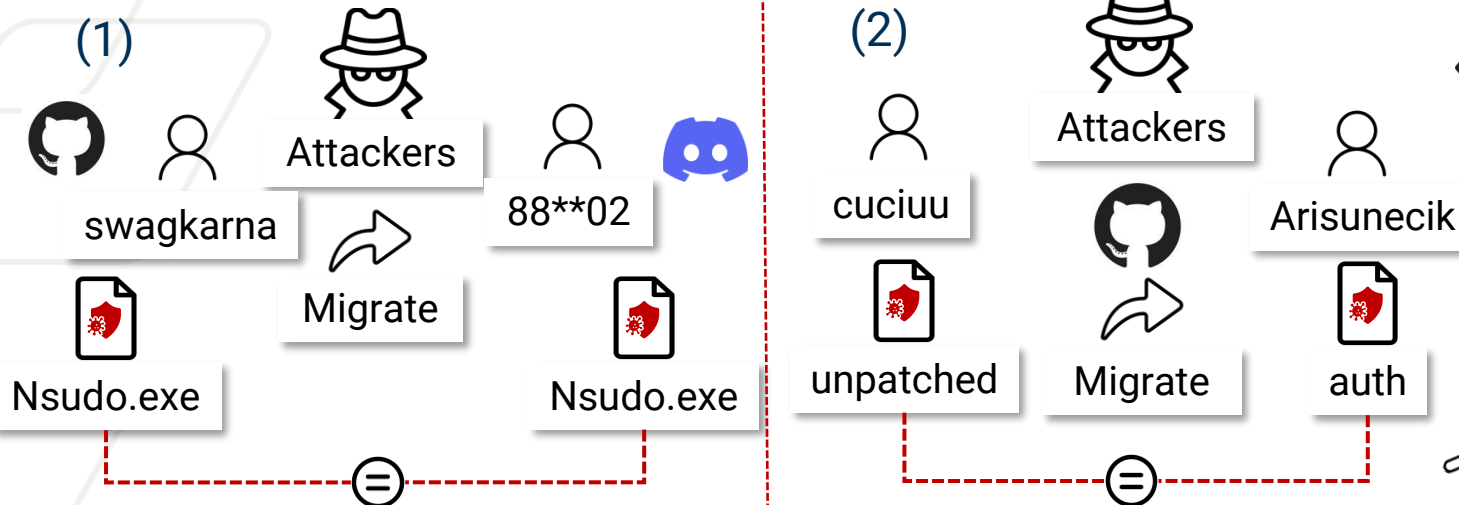 (1)
Attackers
swagkarna
88**02
Migrate
Nsudo.exe
Nsudo.exe
(2)
Attackers
cuciuu
Arisunecik
unpatched
Migrate
auth